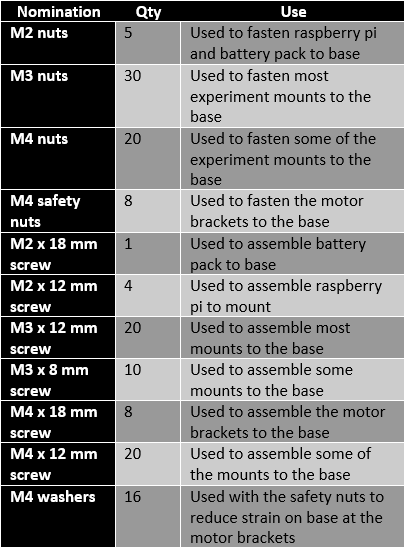 Nomination Qty Use
M2 nuts 5 Used to fasten raspberry pi
and battery pack to base
M3 nuts 30 Used to fasten most
experiment mounts to the
base
M4 nuts 20 Used to fasten some of the
experiment mounts to the
base
M4 safety 8 Used to fasten the motor
nuts brackets to the base
M2 x 18 mm 1 Used to assemble battery
screw pack to base
M2 x 12 mm 4 Used to assemble raspberry
screw pi to mount
M3 x 12 mm 20 Used to assemble most
screw mounts to the base
M3 x 8 mm 10 Used to assemble some
screw mounts to the base
M4 x 18 mm 8 Used to assemble the motor
screw brackets to the base
M4 x 12 mm 20 Used to assemble some of
screw the mounts to the base
M4 washers 16 Used with the safety nuts to
reduce strain on base at the
motor brackets